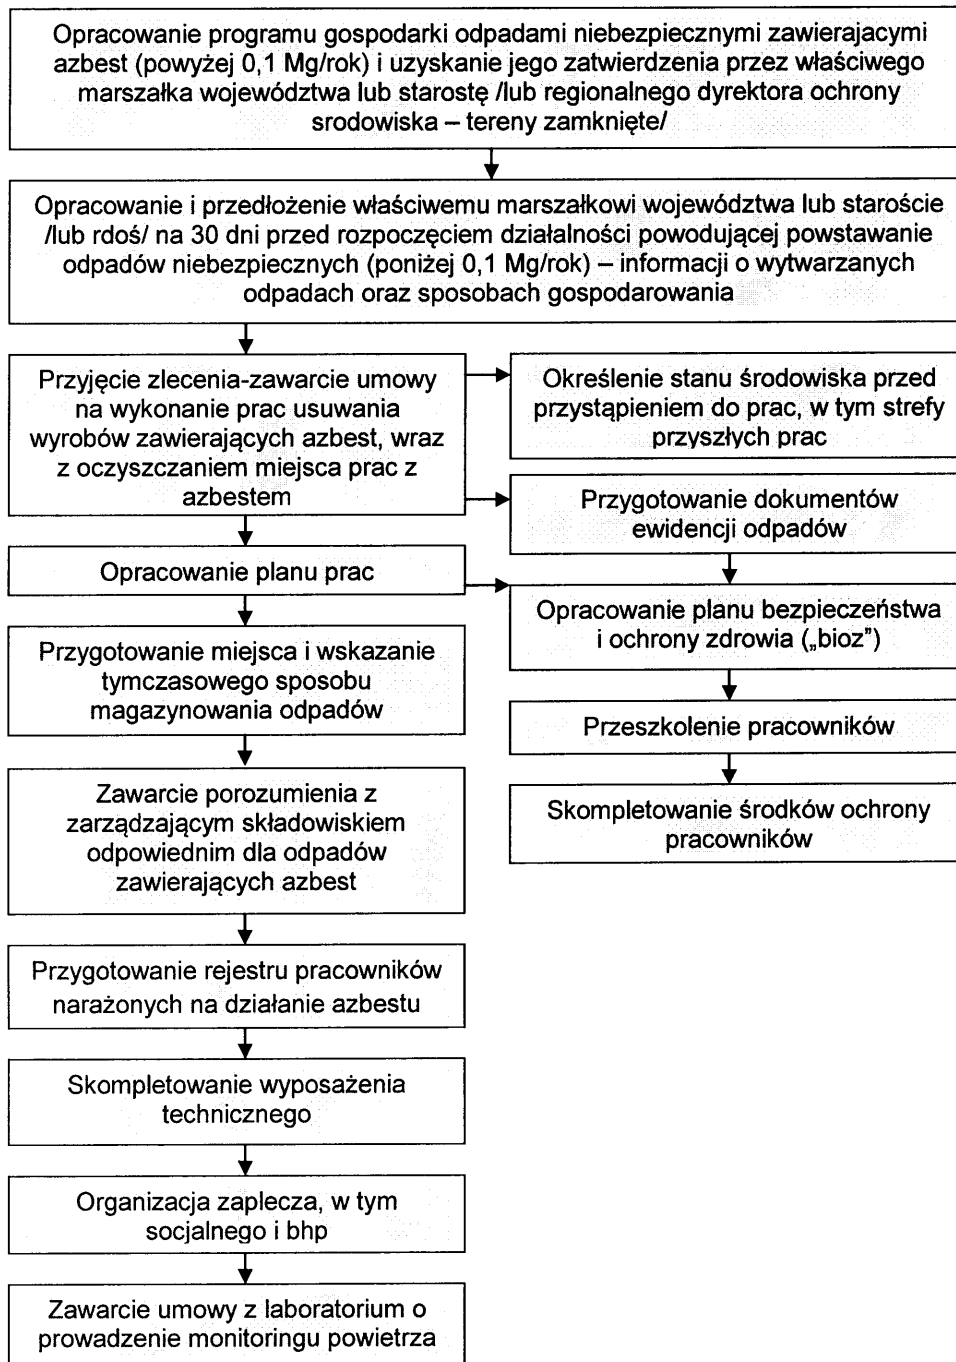 Opracowanie programu gospodarki odpadami niebezpiecznymi zawierajacymi
azbest (powyżej 0,1 Mg/rok) i uzyskanie jego zatwierdzenia przez właściwego
marszałka województwa lub starostę /lub regionalnego dyrektora ochrony
srodowiska – tereny zamknięte/
Opracowanie i przedłożenie właściwemu marszałkowi województwa lub staroście
/lub rdoś/ na 30 dni przed rozpoczęciem działalności powodującej powstawanie
odpadów niebezpiecznych (poniżej 0,1 Mg/rok) – informacji o wytwarzanych
odpadach oraz sposobach gospodarowania
Przyjęcie zlecenia-zawarcie umowy
na wykonanie prac usuwania
wyrobów zawierających azbest, wraz
z oczyszczaniem miejsca prac z
azbestem
Określenie stanu środowiska przed
przystąpieniem do prac, w tym strefy
przyszłych prac
Przygotowanie dokumentów
ewidencji odpadów
Opracowanie planu prac
Opracowanie planu bezpieczeństwa
i ochrony zdrowia („bioz”)
Przygotowanie miejsca i wskazanie
tymczasowego sposobu
magazynowania odpadów
Przeszkolenie pracowników
Zawarcie porozumienia z
zarządzającym składowiskiem
odpowiednim dla odpadów
zawierających azbest
Skompletowanie środków ochrony
pracowników
Przygotowanie rejestru pracowników
narażonych na działanie azbestu
Skompletowanie wyposażenia
technicznego
Organizacja zaplecza, w tym
socjalnego i bhp
Zawarcie umowy z laboratorium o
prowadzenie monitoringu powietrza